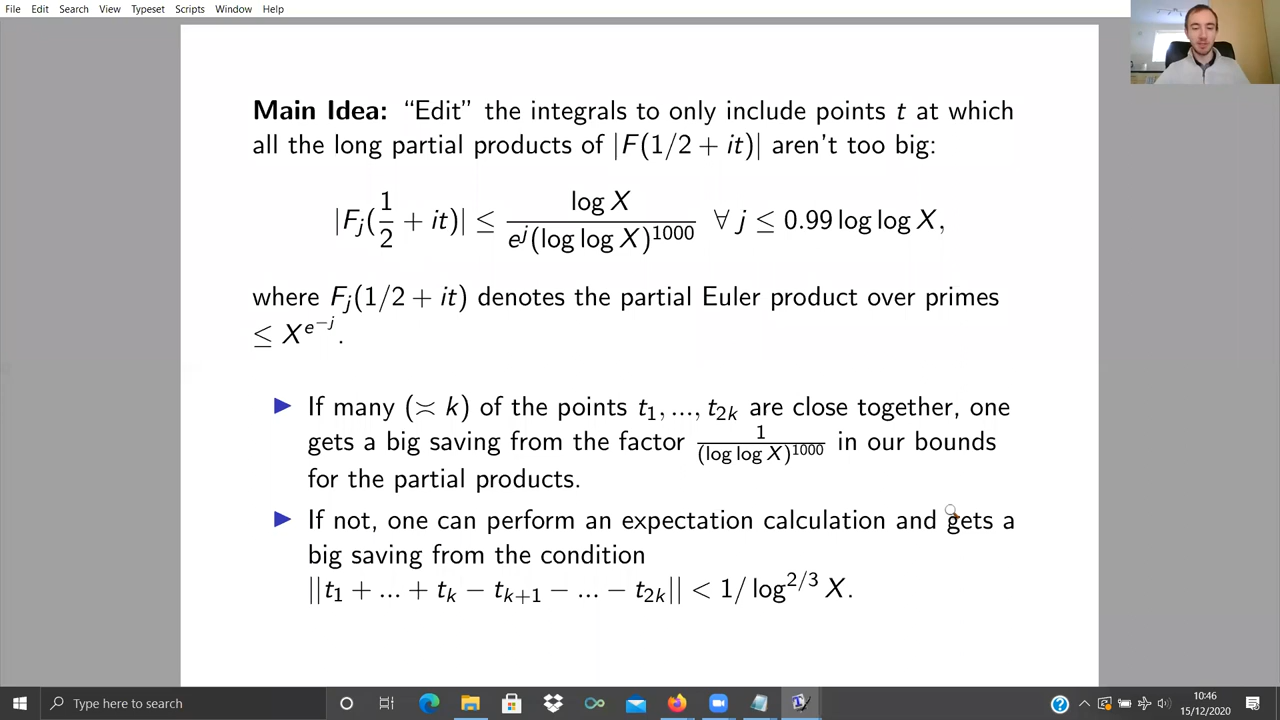 File Edit Search View Typeset Scripts Window Help
Main Idea: “Edit” the integrals to only include points t at which
all the long partial products of |F(1/2 + it)| aren't too big:
|F_j(1/2 + it)| ≤ log X / e^j(log log X)^1000 ∀ j ≤ 0.99 log log X,
where F_j(1/2 + it) denotes the partial Euler product over primes
≤ X^{e^{-j}}.
▶ If many (≍ k) of the points t_1, ..., t_{2k} are close together, one
gets a big saving from the factor 1/(log log X)^1000 in our bounds
for the partial products.
▶ If not, one can perform an expectation calculation and gets a
big saving from the condition
||t_1 + ... + t_k − t_{k+1} − ... − t_{2k}|| < 1/ log^{2/3} X.
Type here to search
10:46
15/12/2020